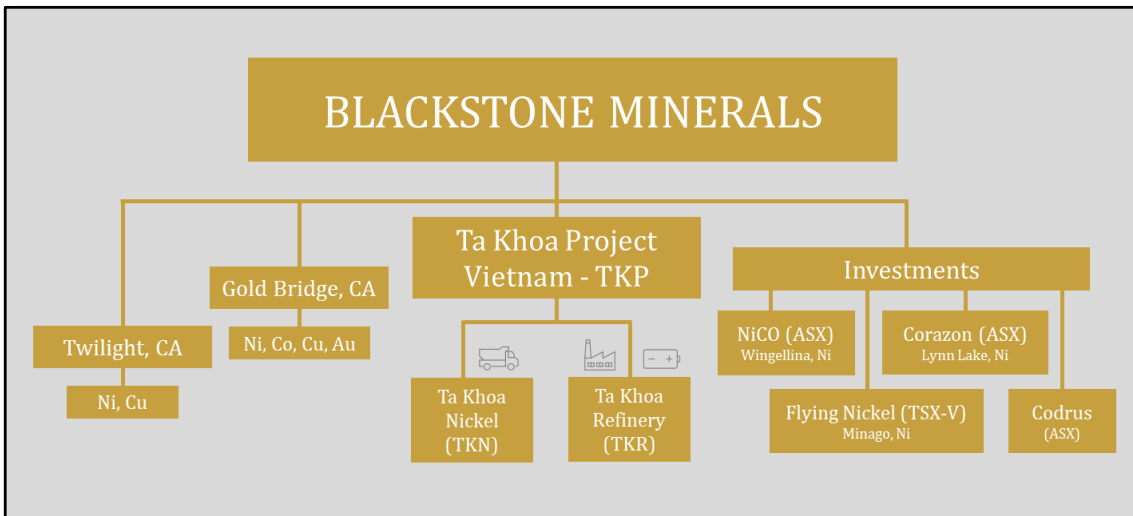 BLACKSTONE MINERALS
Twilight, CA
Ni, Cu
Gold Bridge, CA
Ni, Co, Cu, Au
Ta Khoa Project
Vietnam - TKP
Ta Khoa
Nickel
(TKN)
Ta Khoa
Refinery
(TKR)
- +
Investments
NiCO (ASX)
Wingellina, Ni
Corazon (ASX)
Lynn Lake, Ni
Flying Nickel (TSX-V)
Minago, Ni
Codrus
(ASX)